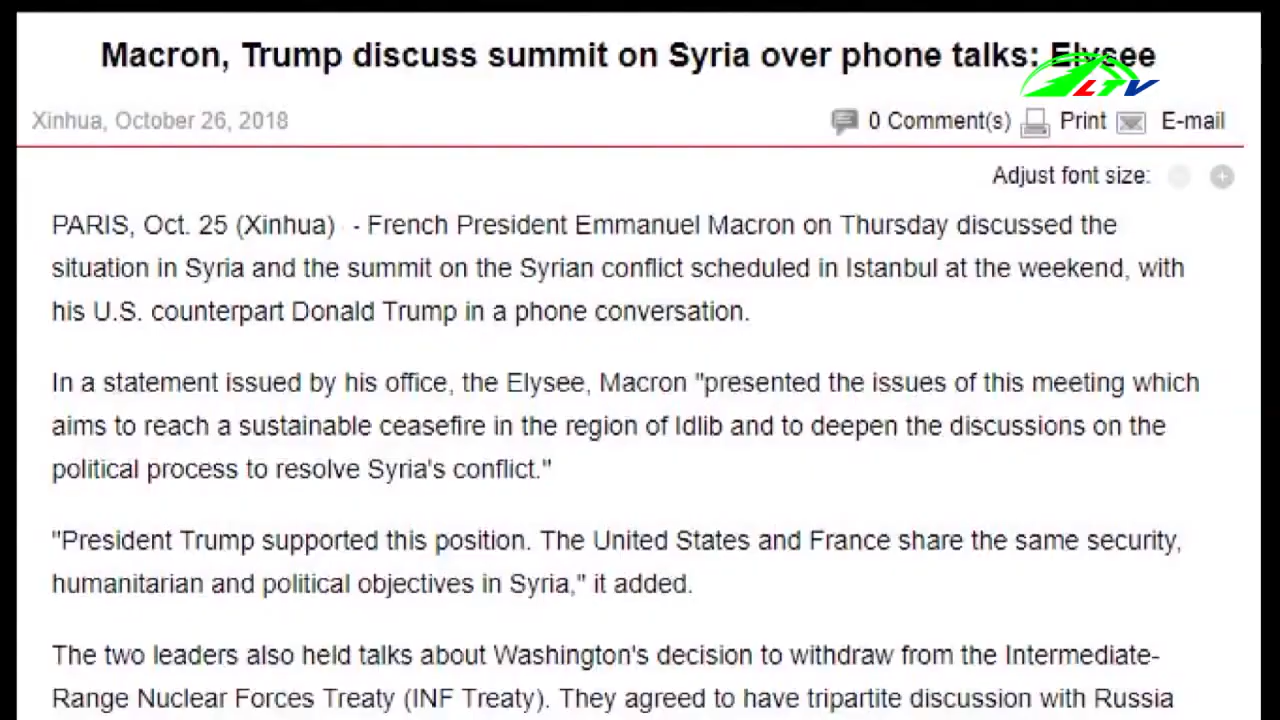 Macron, Trump discuss summit on Syria over phone talks: Elysee
LTV
Xinhua, October 26, 2018
0 Comment(s) Print E-mail
Adjust font size:
PARIS, Oct. 25 (Xinhua) - French President Emmanuel Macron on Thursday discussed the
situation in Syria and the summit on the Syrian conflict scheduled in Istanbul at the weekend, with
his U.S. counterpart Donald Trump in a phone conversation.
In a statement issued by his office, the Elysee, Macron "presented the issues of this meeting which
aims to reach a sustainable ceasefire in the region of Idlib and to deepen the discussions on the
political process to resolve Syria's conflict."
"President Trump supported this position. The United States and France share the same security,
humanitarian and political objectives in Syria," it added.
The two leaders also held talks about Washington's decision to withdraw from the Intermediate-
Range Nuclear Forces Treaty (INF Treaty). They agreed to have tripartite discussion with Russia